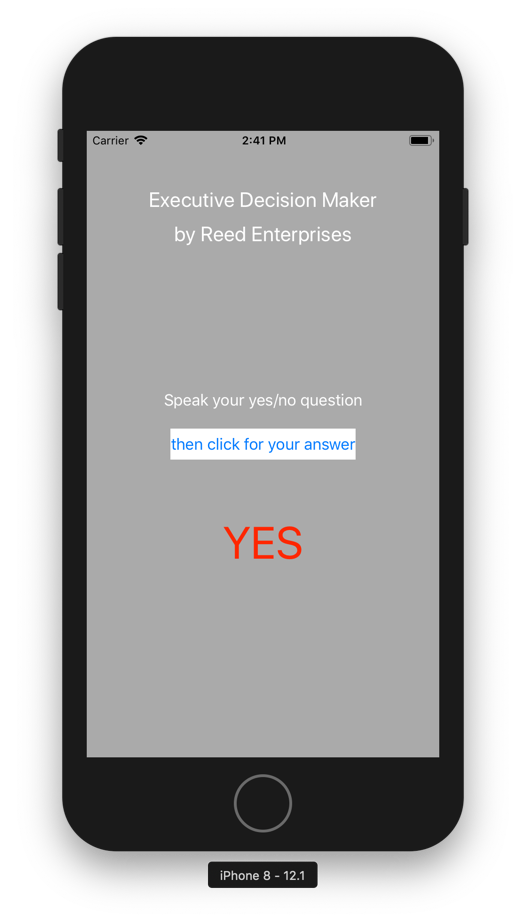 Carrier 2:41 PM
Executive Decision Maker
by Reed Enterprises
Speak your yes/no question
then click for your answer
YES
iPhone 8 - 12.1